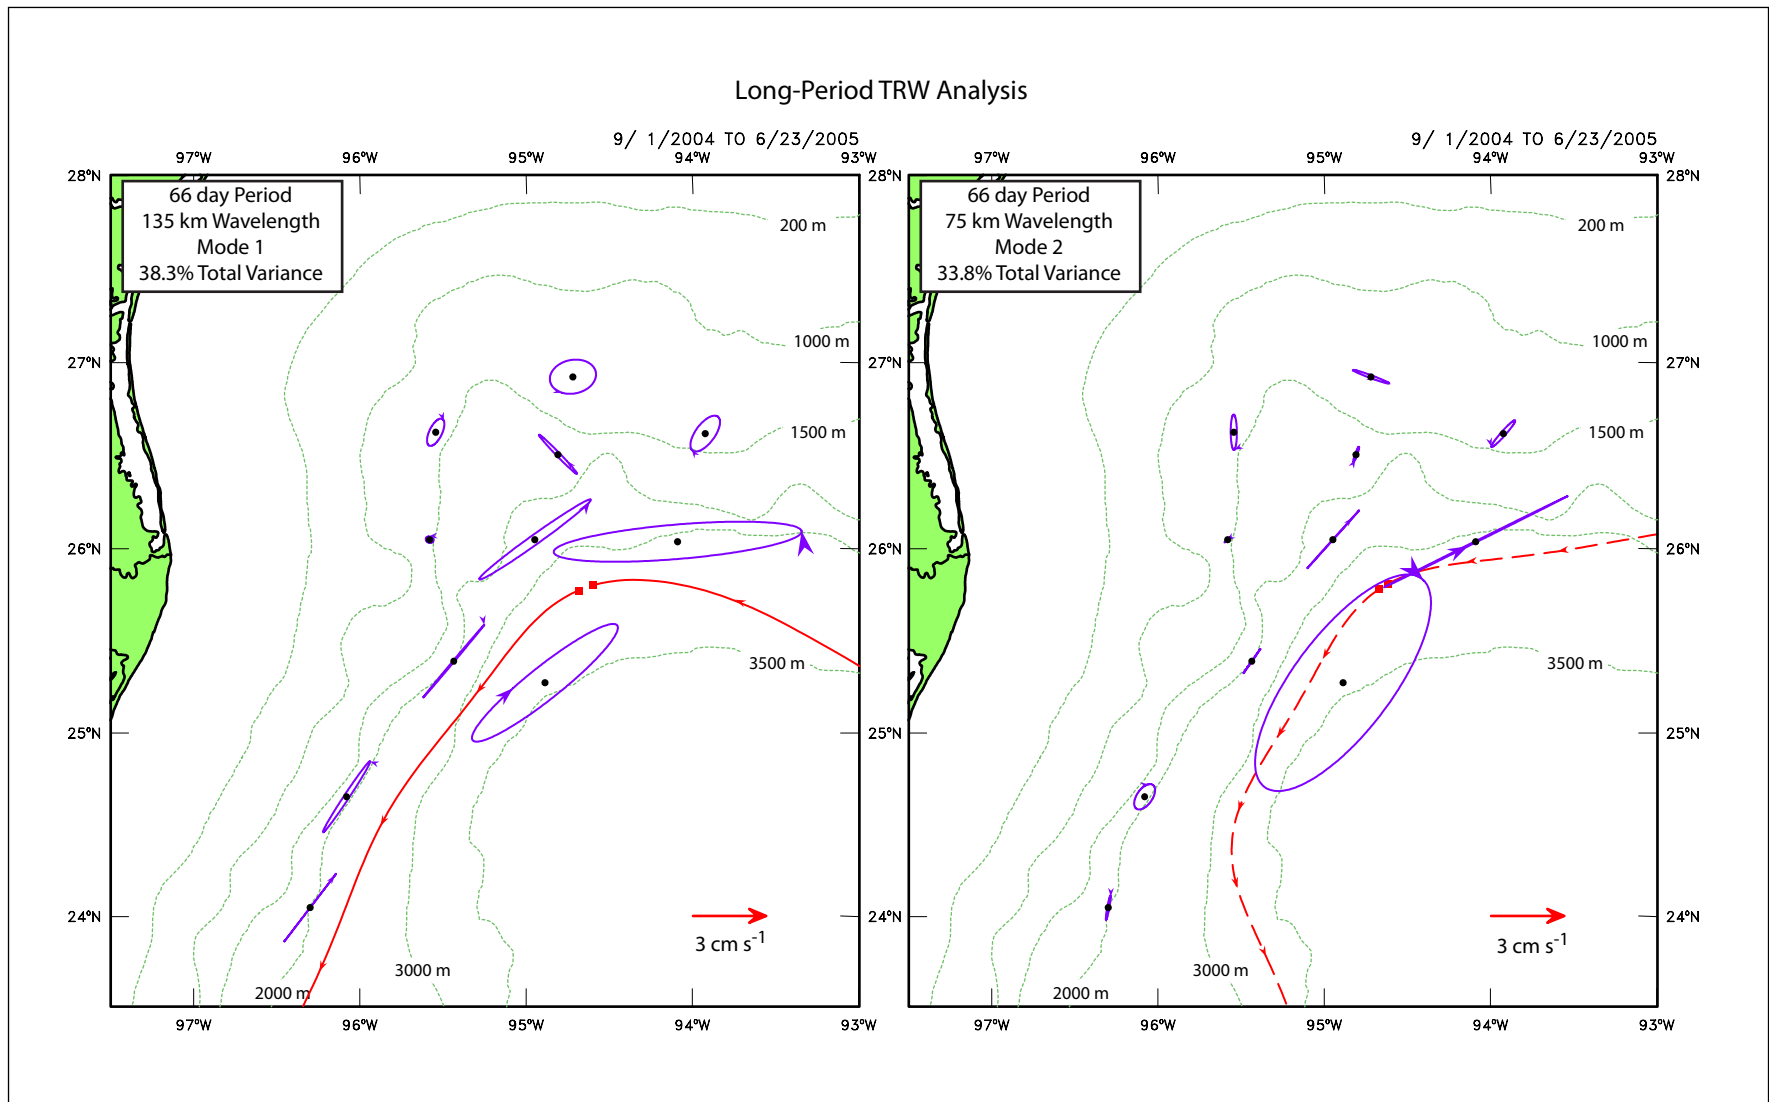 Long-Period TRW Analysis
9/ 1/2004 TO 6/23/2005
97°W 96°W 95°W 94°W 93°W
28°N
66 day Period
135 km Wavelength
Mode 1
38.3% Total Variance
200 m
1000 m
27°N
1500 m
26°N
3500 m
25°N
24°N
3 cm s-1
3000 m
2000 m
97°W 96°W 95°W 94°W 93°W
9/ 1/2004 TO 6/23/2005
97°W 96°W 95°W 94°W 93°W
28°N 28°N
66 day Period
75 km Wavelength
Mode 2
33.8% Total Variance
200 m
1000 m
27°N 27°N
1500 m
26°N 26°N
3500 m
25°N 25°N
24°N 24°N
3 cm s-1
3000 m
2000 m
97°W 96°W 95°W 94°W 93°W